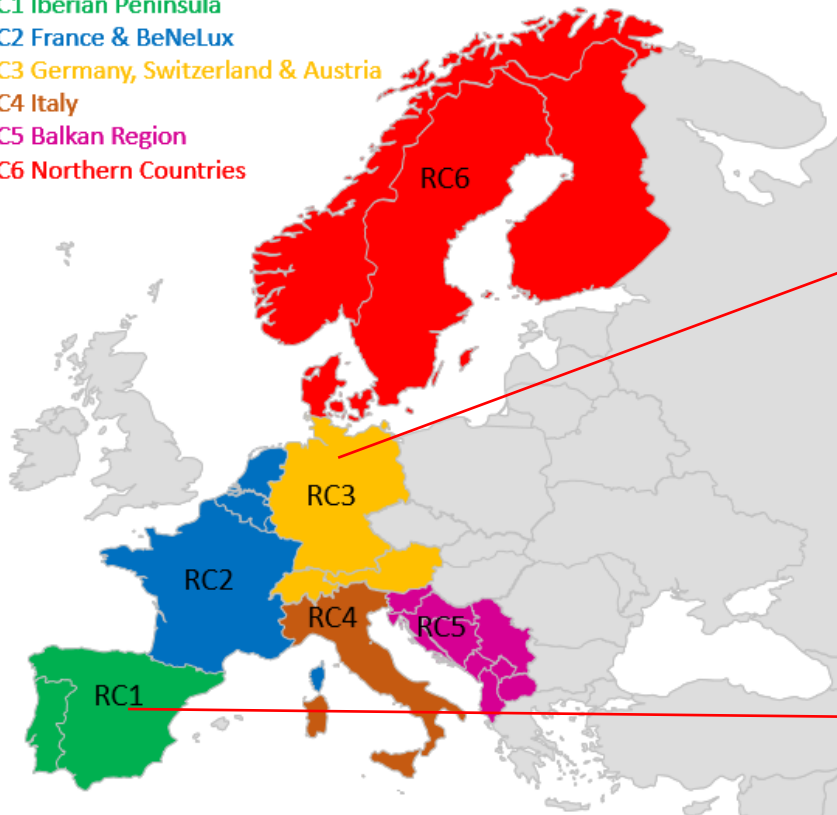 C1 Iberian Peninsula
C2 France & BeNeLux
C3 Germany, Switzerland & Austria
C4 Italy
C5 Balkan Region
C6 Northern Countries
RC6
RC3
RC2
RC4
RC5
RC1